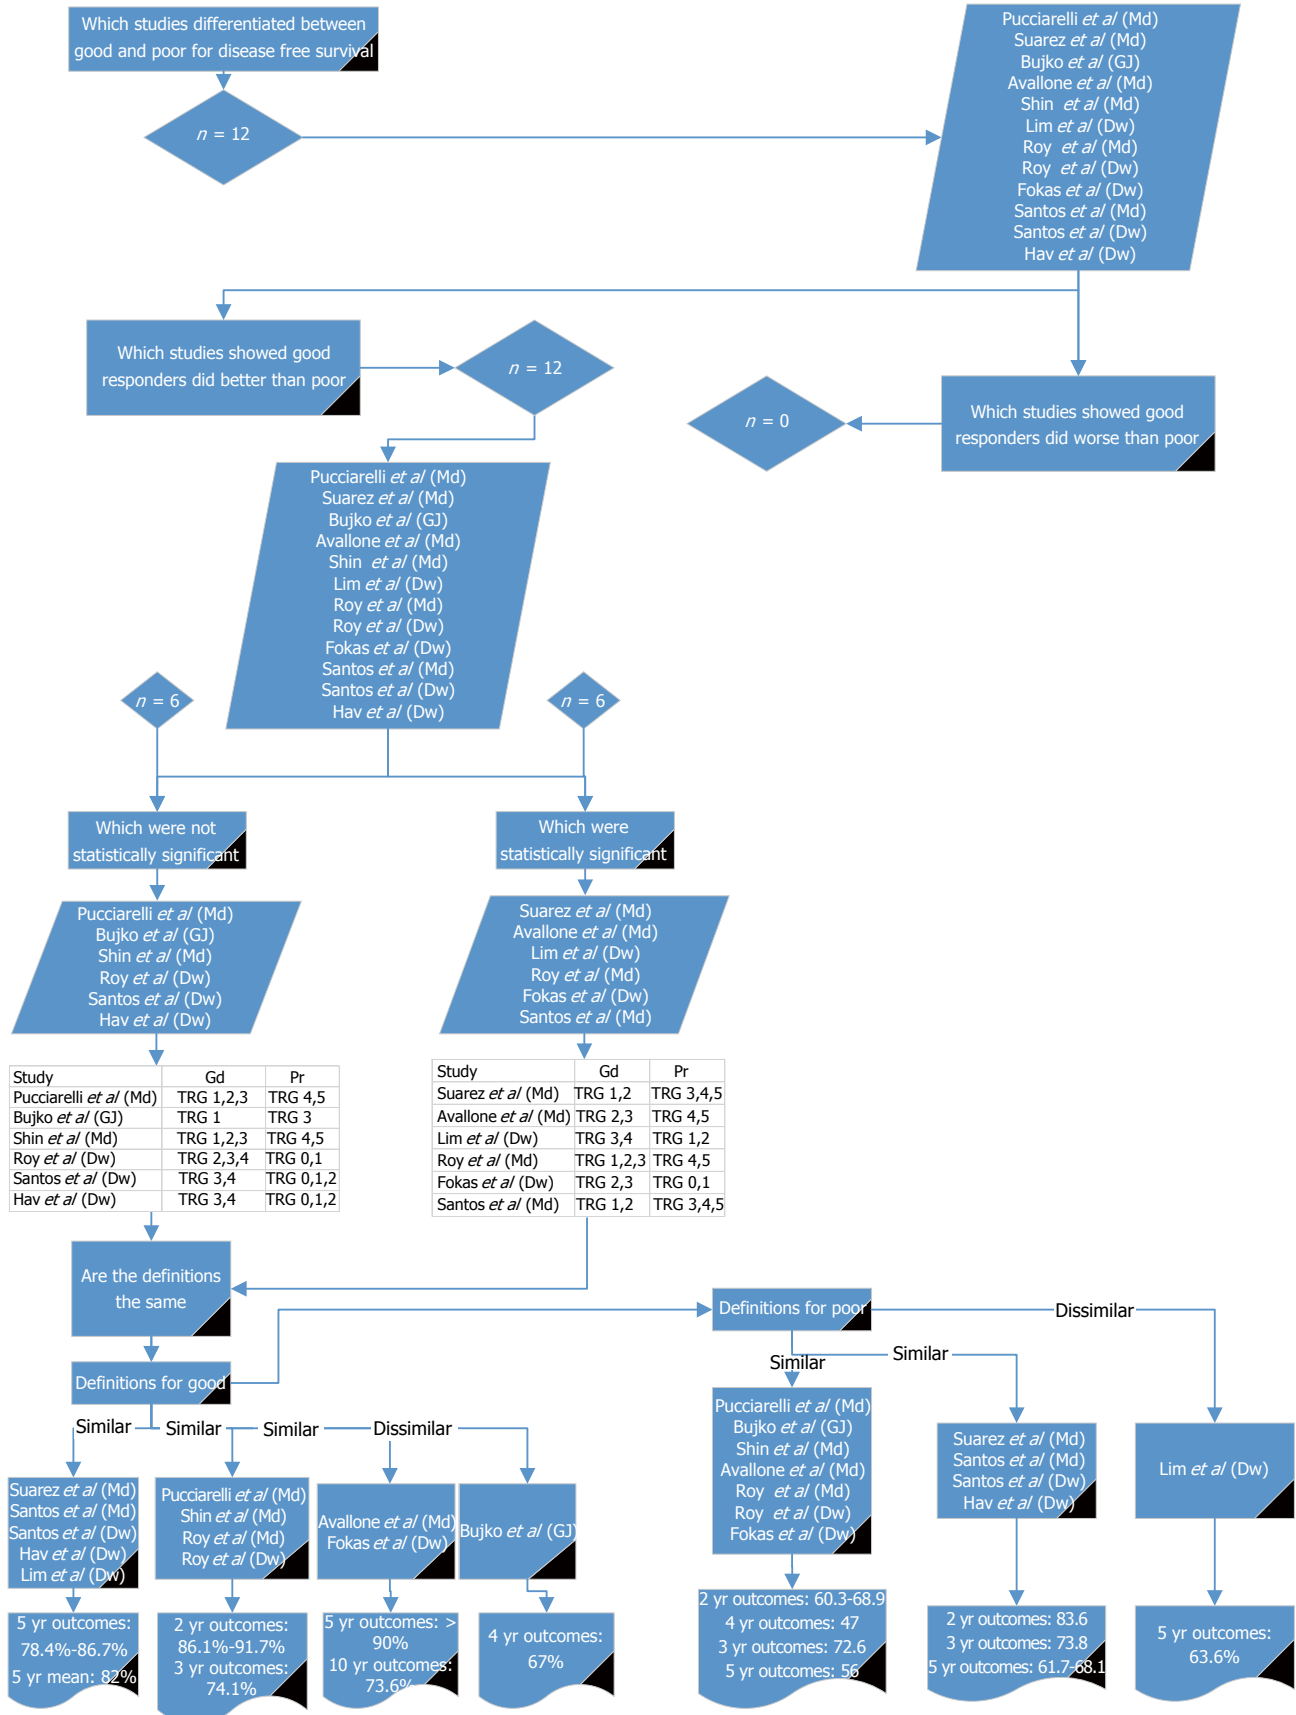 Which studies differentiated between
good and poor for disease free survival
n = 12
Pucciarelli et al (Md)
Suarez et al (Md)
Bujko et al (GJ)
Avallone et al (Md)
Shin et al (Md)
Lim et al (Dw)
Roy et al (Md)
Roy et al (Dw)
Fokas et al (Dw)
Santos et al (Md)
Santos et al (Dw)
Hav et al (Dw)
Which studies showed good
responders did better than poor
n = 12
n = 0
Which studies showed good
responders did worse than poor
Pucciarelli et al (Md)
Suarez et al (Md)
Bujko et al (GJ)
Avallone et al (Md)
Shin et al (Md)
Lim et al (Dw)
Roy et al (Md)
Roy et al (Dw)
Fokas et al (Dw)
Santos et al (Md)
Santos et al (Dw)
Hav et al (Dw)
n = 6
n = 6
Which were not
statistically significant
Which were
statistically significant
Pucciarelli et al (Md)
Bujko et al (GJ)
Shin et al (Md)
Roy et al (Dw)
Santos et al (Dw)
Hav et al (Dw)
Suarez et al (Md)
Avallone et al (Md)
Lim et al (Dw)
Roy et al (Md)
Fokas et al (Dw)
Santos et al (Md)
Study Gd Pr
Pucciarelli et al (Md) TRG 1,2,3 TRG 4,5
Bujko et al (GJ) TRG 1 TRG 3
Shin et al (Md) TRG 1,2,3 TRG 4,5
Roy et al (Dw) TRG 2,3,4 TRG 0,1
Santos et al (Dw) TRG 3,4 TRG 0,1,2
Hav et al (Dw) TRG 3,4 TRG 0,1,2
Study Gd Pr
Suarez et al (Md) TRG 1,2 TRG 3,4,5
Avallone et al (Md) TRG 2,3 TRG 4,5
Lim et al (Dw) TRG 3,4 TRG 1,2
Roy et al (Md) TRG 1,2,3 TRG 4,5
Fokas et al (Dw) TRG 2,3 TRG 0,1
Santos et al (Md) TRG 1,2 TRG 3,4,5
Are the definitions
the same
Definitions for good
Similar
Similar
Similar
Dissimilar
Suarez et al (Md)
Santos et al (Md)
Santos et al (Dw)
Hav et al (Dw)
Lim et al (Dw)
Pucciarelli et al (Md)
Shin et al (Md)
Roy et al (Md)
Roy et al (Dw)
Avallone et al (Md)
Fokas et al (Dw)
Bujko et al (GJ)
5 yr outcomes:
78.4%-86.7%
5 yr mean: 82%
2 yr outcomes:
86.1%-91.7%
3 yr outcomes:
74.1%
5 yr outcomes: >
90%
10 yr outcomes:
73.6%
4 yr outcomes:
67%
Definitions for poor
Similar
Similar
Dissimilar
Pucciarelli et al (Md)
Bujko et al (GJ)
Shin et al (Md)
Avallone et al (Md)
Roy et al (Md)
Roy et al (Dw)
Fokas et al (Dw)
Suarez et al (Md)
Santos et al (Md)
Santos et al (Dw)
Hav et al (Dw)
Lim et al (Dw)
2 yr outcomes: 60.3-68.9
4 yr outcomes: 47
3 yr outcomes: 72.6
5 yr outcomes: 56
2 yr outcomes: 83.6
3 yr outcomes: 73.8
5 yr outcomes: 61.7-68.1
5 yr outcomes:
63.6%